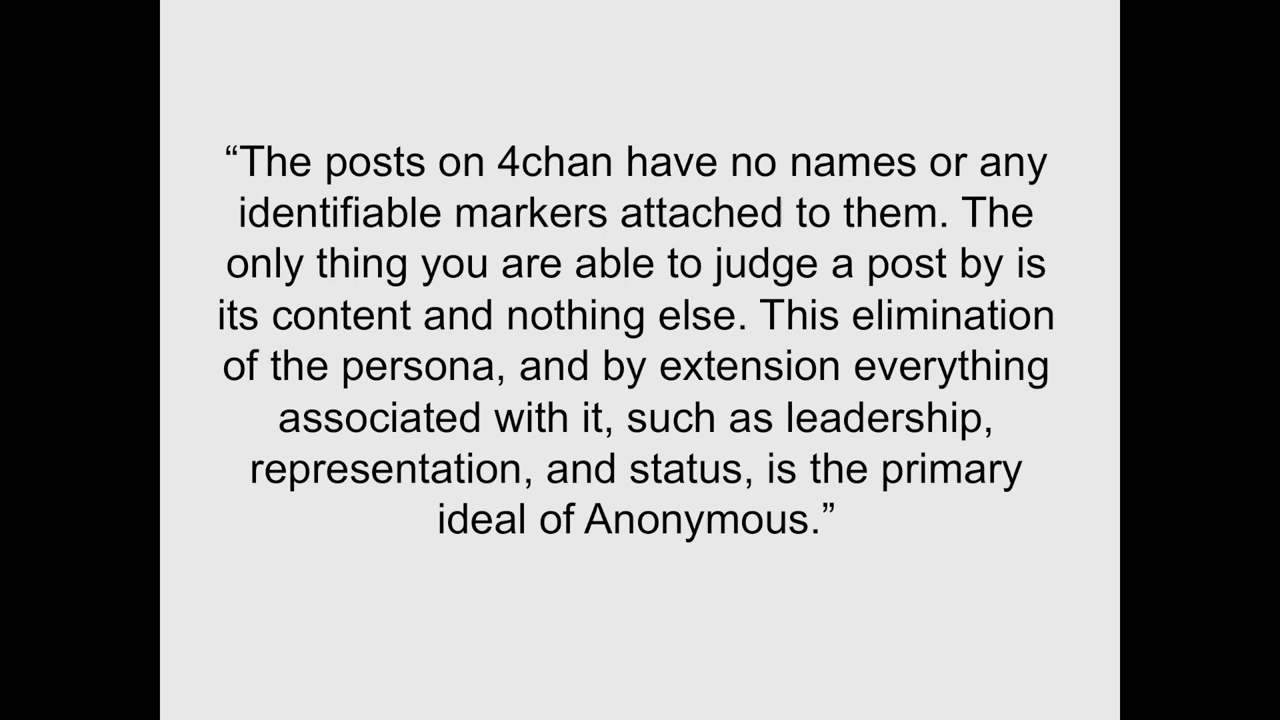 “The posts on 4chan have no names or any
identifiable markers attached to them. The
only thing you are able to judge a post by is
its content and nothing else. This elimination
of the persona, and by extension everything
associated with it, such as leadership,
representation, and status, is the primary
ideal of Anonymous.”